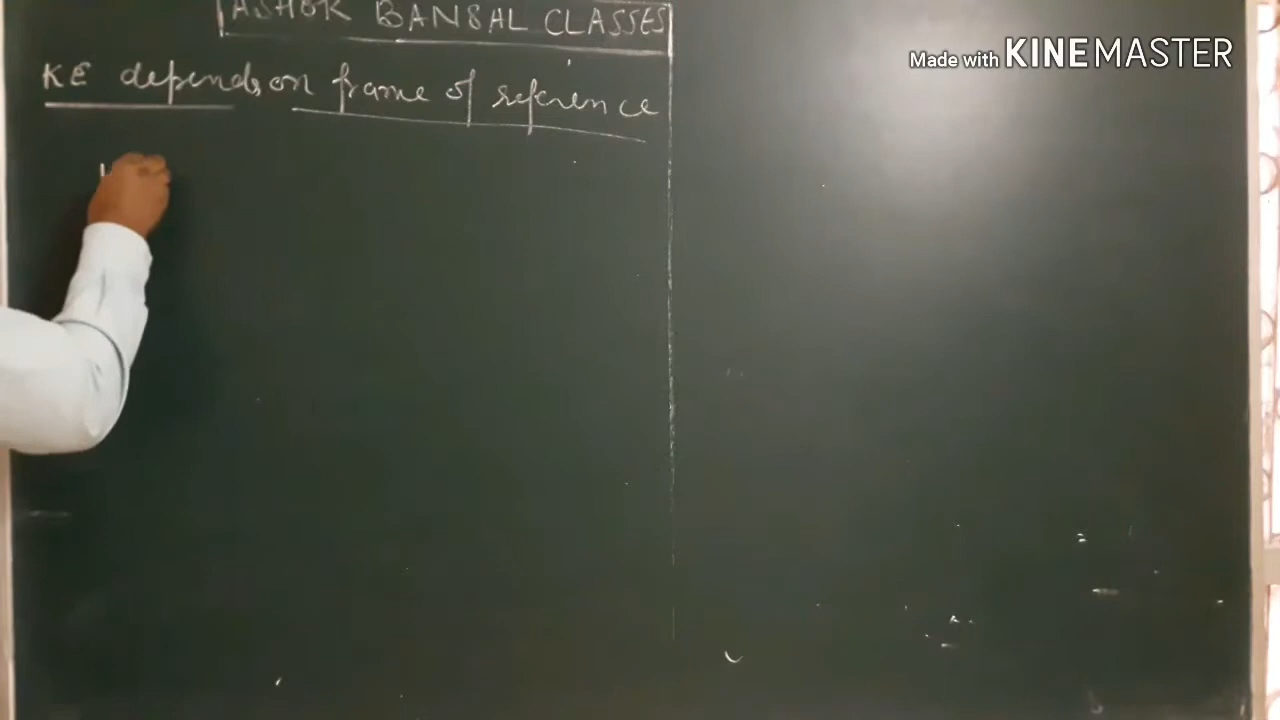 ASHOK BANSAL CLASSES
Made with KINEMASTER
KE depends on frame of reference